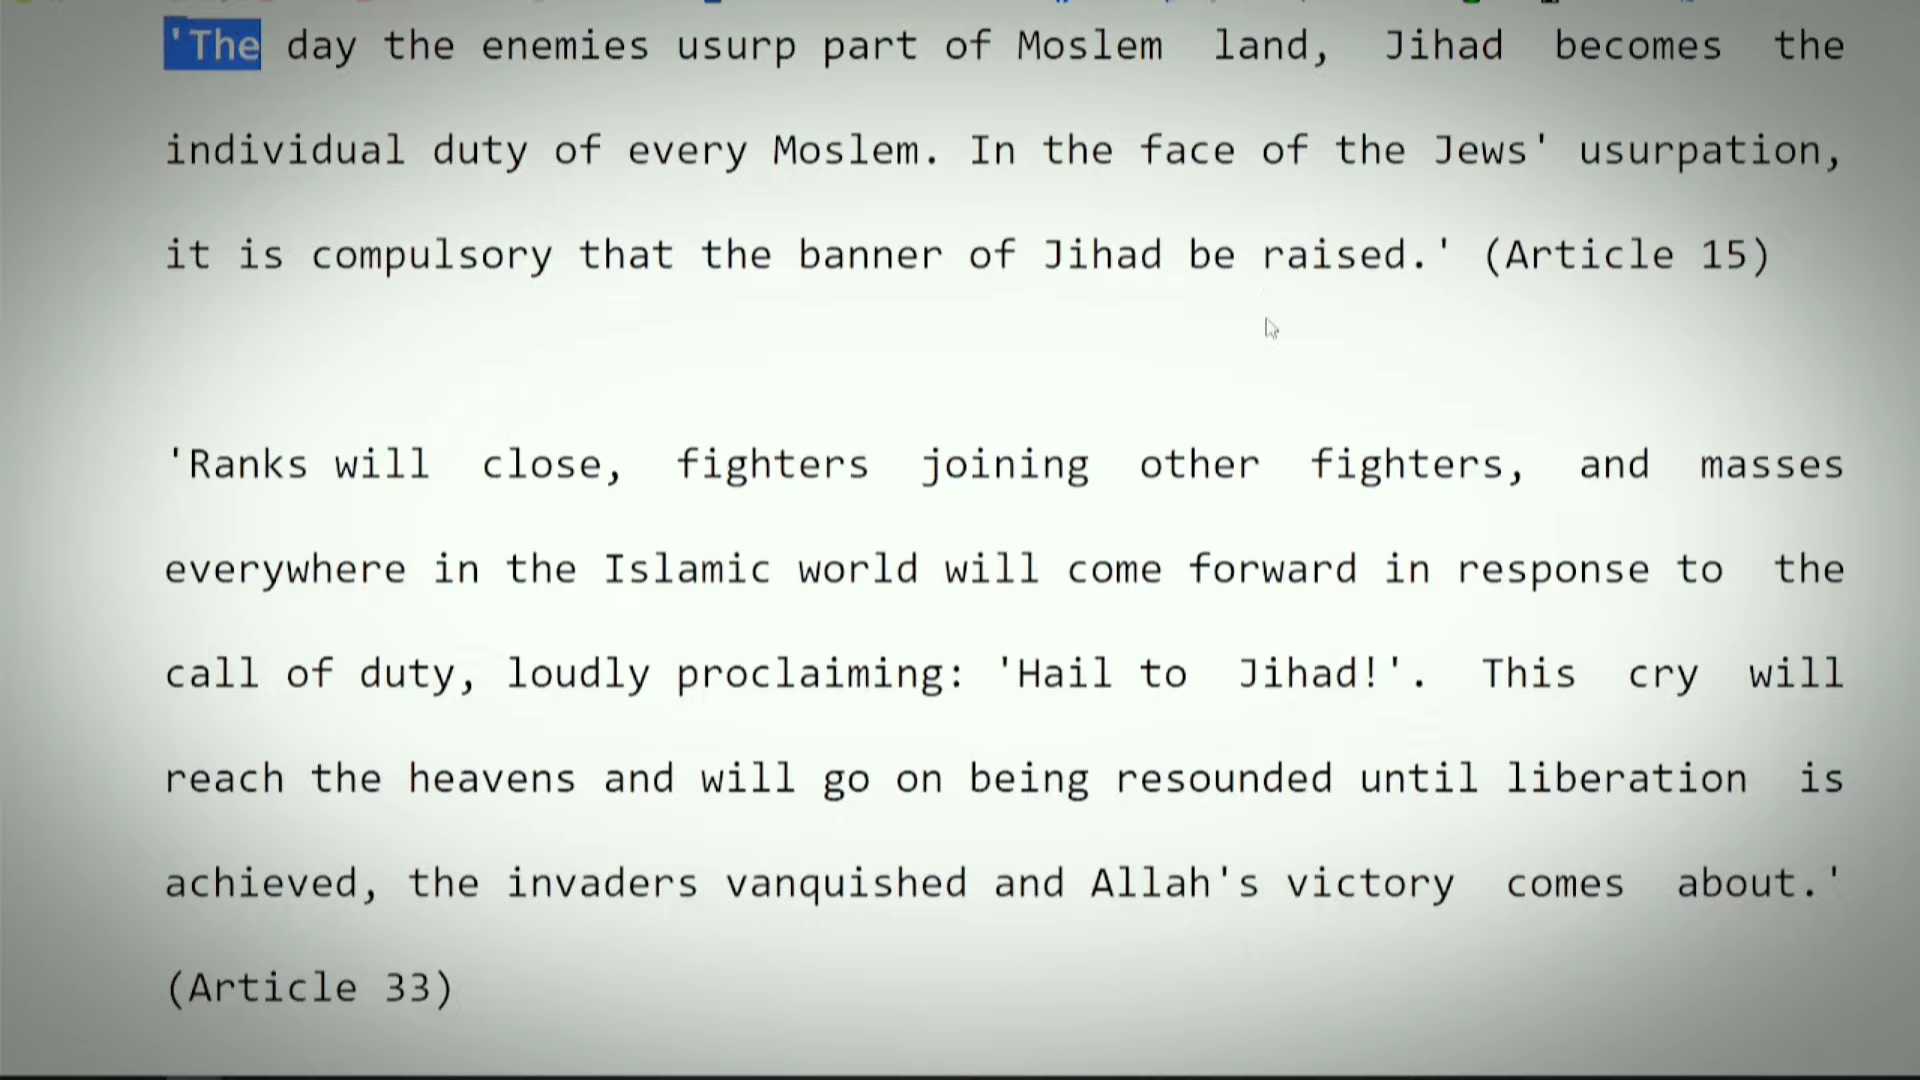 'The day the enemies usurp part of Moslem land, Jihad becomes the
individual duty of every Moslem. In the face of the Jews' usurpation,
it is compulsory that the banner of Jihad be raised.' (Article 15)
'Ranks will close, fighters joining other fighters, and masses
everywhere in the Islamic world will come forward in response to the
call of duty, loudly proclaiming: 'Hail to Jihad!'. This cry will
reach the heavens and will go on being resounded until liberation is
achieved, the invaders vanquished and Allah's victory comes about.'
(Article 33)